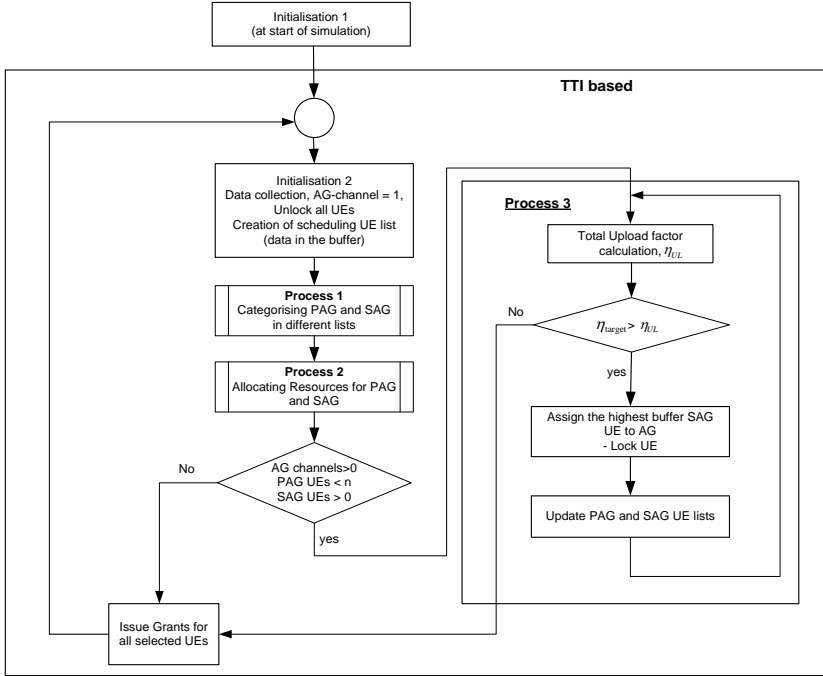 Initialisation 1
(at start of simulation)
TTI based
Initialisation 2
Data collection, AG-channel = 1,
Unlock all UEs
Creation of scheduling UE list
(data in the buffer)
Process 1
Categorising PAG and SAG
in different lists
Process 2
Allocating Resources for PAG
and SAG
AG channels>0
PAG UEs < n
SAG UEs > 0
No
yes
Issue Grants for
all selected UEs
Process 3
Total Upload factor
calculation, η_UL
η_target > η_UL
No
yes
Assign the highest buffer SAG
UE to AG
- Lock UE
Update PAG and SAG UE lists